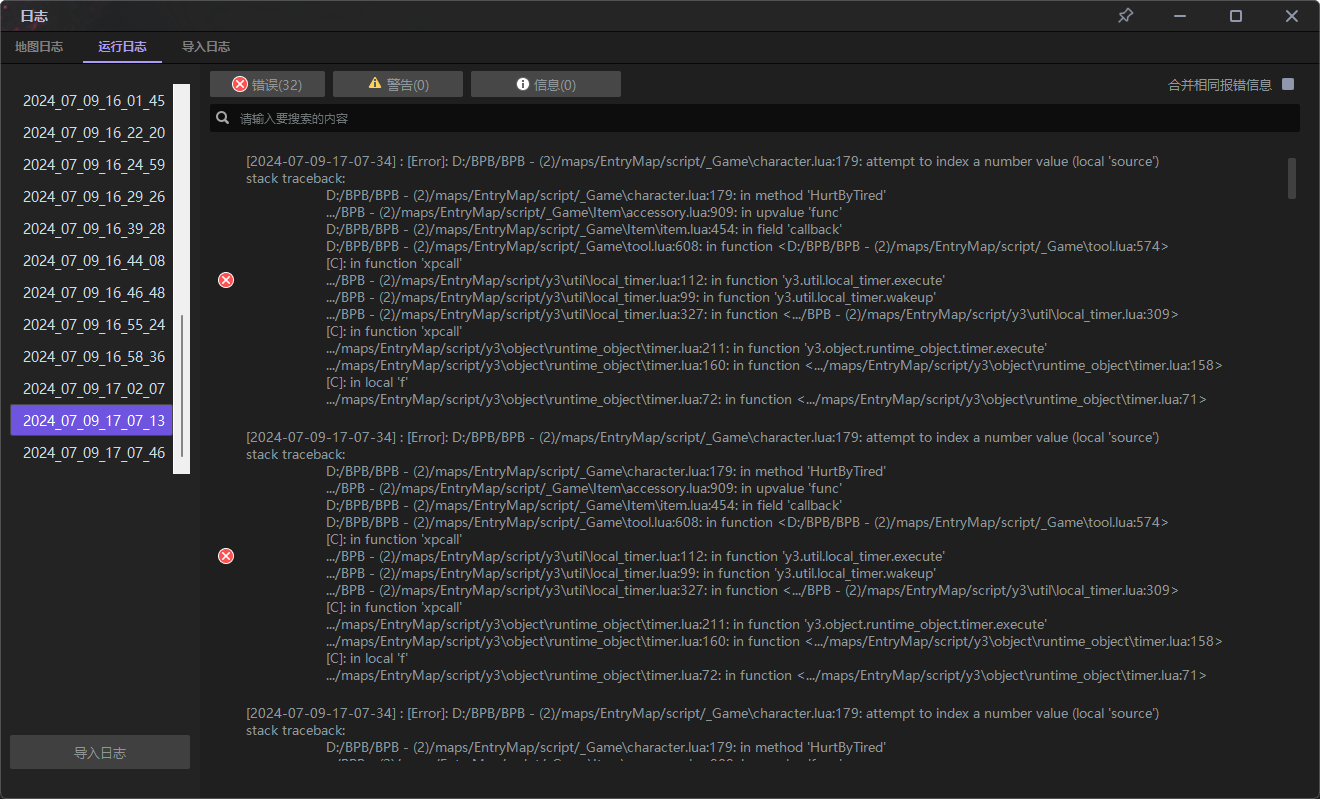 日志
地图日志 运行日志 导入日志
错误(32) 警告(0) 信息(0) 合并相同报错信息
请输入要搜索的内容
2024_07_09_16_01_45
2024_07_09_16_22_20
2024_07_09_16_24_59
2024_07_09_16_29_26
2024_07_09_16_39_28
2024_07_09_16_44_08
2024_07_09_16_46_48
2024_07_09_16_55_24
2024_07_09_16_58_36
2024_07_09_17_02_07
2024_07_09_17_07_13
2024_07_09_17_07_46
导入日志
[2024-07-09-17-07-34] : [Error]: D:/BPB/BPB - (2)/maps/EntryMap/script/_Game\character.lua:179: attempt to index a number value (local 'source')
stack traceback:
D:/BPB/BPB - (2)/maps/EntryMap/script/_Game\character.lua:179: in method 'HurtByTired'
.../BPB - (2)/maps/EntryMap/script/_Game\Item\accessory.lua:909: in upvalue 'func'
D:/BPB/BPB - (2)/maps/EntryMap/script/_Game\Item\item.lua:454: in field 'callback'
D:/BPB/BPB - (2)/maps/EntryMap/script/_Game\tool.lua:608: in function <D:/BPB/BPB - (2)/maps/EntryMap/script/_Game\tool.lua:574>
[C]: in function 'xpcall'
.../BPB - (2)/maps/EntryMap/script/y3\util\local_timer.lua:112: in function 'y3.util.local_timer.execute'
.../BPB - (2)/maps/EntryMap/script/y3\util\local_timer.lua:99: in function 'y3.util.local_timer.wakeup'
.../BPB - (2)/maps/EntryMap/script/y3\util\local_timer.lua:327: in function <.../BPB - (2)/maps/EntryMap/script/y3\util\local_timer.lua:309>
[C]: in function 'xpcall'
.../maps/EntryMap/script/y3\object\runtime_object\timer.lua:211: in function 'y3.object.runtime_object.timer.execute'
.../maps/EntryMap/script/y3\object\runtime_object\timer.lua:160: in function <.../maps/EntryMap/script/y3\object\runtime_object\timer.lua:158>
[C]: in local 'f'
.../maps/EntryMap/script/y3\object\runtime_object\timer.lua:72: in function <.../maps/EntryMap/script/y3\object\runtime_object\timer.lua:71>
[2024-07-09-17-07-34] : [Error]: D:/BPB/BPB - (2)/maps/EntryMap/script/_Game\character.lua:179: attempt to index a number value (local 'source')
stack traceback:
D:/BPB/BPB - (2)/maps/EntryMap/script/_Game\character.lua:179: in method 'HurtByTired'
.../BPB - (2)/maps/EntryMap/script/_Game\Item\accessory.lua:909: in upvalue 'func'
D:/BPB/BPB - (2)/maps/EntryMap/script/_Game\Item\item.lua:454: in field 'callback'
D:/BPB/BPB - (2)/maps/EntryMap/script/_Game\tool.lua:608: in function <D:/BPB/BPB - (2)/maps/EntryMap/script/_Game\tool.lua:574>
[C]: in function 'xpcall'
.../BPB - (2)/maps/EntryMap/script/y3\util\local_timer.lua:112: in function 'y3.util.local_timer.execute'
.../BPB - (2)/maps/EntryMap/script/y3\util\local_timer.lua:99: in function 'y3.util.local_timer.wakeup'
.../BPB - (2)/maps/EntryMap/script/y3\util\local_timer.lua:327: in function <.../BPB - (2)/maps/EntryMap/script/y3\util\local_timer.lua:309>
[C]: in function 'xpcall'
.../maps/EntryMap/script/y3\object\runtime_object\timer.lua:211: in function 'y3.object.runtime_object.timer.execute'
.../maps/EntryMap/script/y3\object\runtime_object\timer.lua:160: in function <.../maps/EntryMap/script/y3\object\runtime_object\timer.lua:158>
[C]: in local 'f'
.../maps/EntryMap/script/y3\object\runtime_object\timer.lua:72: in function <.../maps/EntryMap/script/y3\object\runtime_object\timer.lua:71>
[2024-07-09-17-07-34] : [Error]: D:/BPB/BPB - (2)/maps/EntryMap/script/_Game\character.lua:179: attempt to index a number value (local 'source')
stack traceback:
D:/BPB/BPB - (2)/maps/EntryMap/script/_Game\character.lua:179: in method 'HurtByTired'